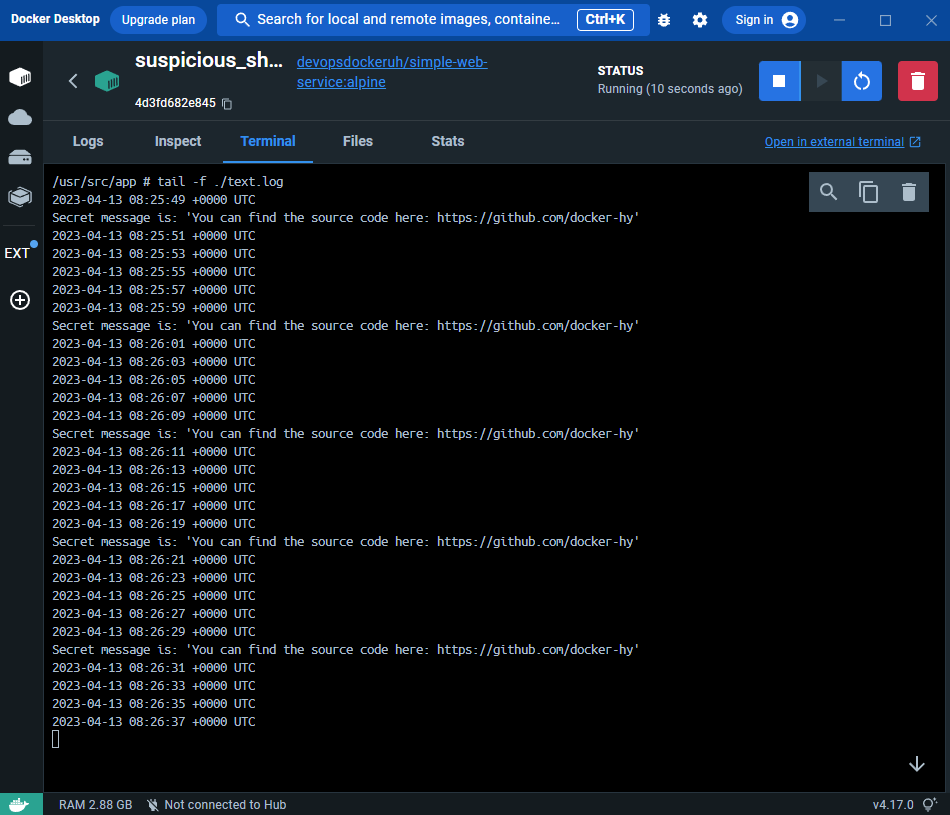 Docker Desktop
Upgrade plan
Search for local and remote images, containe...
Ctrl+K
Sign in
suspicious_sh...
4d3fd682e845
devopsdockeruh/simple-web-
service:alpine
STATUS
Running (10 seconds ago)
Logs
Inspect
Terminal
Files
Stats
Open in external terminal
EXT
/usr/src/app # tail -f ./text.log
2023-04-13 08:25:49 +0000 UTC
Secret message is: 'You can find the source code here: https://github.com/docker-hy'
2023-04-13 08:25:51 +0000 UTC
2023-04-13 08:25:53 +0000 UTC
2023-04-13 08:25:55 +0000 UTC
2023-04-13 08:25:57 +0000 UTC
2023-04-13 08:25:59 +0000 UTC
Secret message is: 'You can find the source code here: https://github.com/docker-hy'
2023-04-13 08:26:01 +0000 UTC
2023-04-13 08:26:03 +0000 UTC
2023-04-13 08:26:05 +0000 UTC
2023-04-13 08:26:07 +0000 UTC
2023-04-13 08:26:09 +0000 UTC
Secret message is: 'You can find the source code here: https://github.com/docker-hy'
2023-04-13 08:26:11 +0000 UTC
2023-04-13 08:26:13 +0000 UTC
2023-04-13 08:26:15 +0000 UTC
2023-04-13 08:26:17 +0000 UTC
2023-04-13 08:26:19 +0000 UTC
Secret message is: 'You can find the source code here: https://github.com/docker-hy'
2023-04-13 08:26:21 +0000 UTC
2023-04-13 08:26:23 +0000 UTC
2023-04-13 08:26:25 +0000 UTC
2023-04-13 08:26:27 +0000 UTC
2023-04-13 08:26:29 +0000 UTC
Secret message is: 'You can find the source code here: https://github.com/docker-hy'
2023-04-13 08:26:31 +0000 UTC
2023-04-13 08:26:33 +0000 UTC
2023-04-13 08:26:35 +0000 UTC
2023-04-13 08:26:37 +0000 UTC
RAM 2.88 GB
Not connected to Hub
v4.17.0